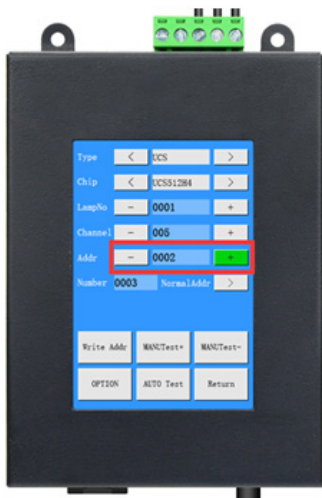 Type < UCS >
Chip < UCS512H4 >
LampNo - 0001 +
Channel - 005 +
Addr - 0002 +
Number 0003 NormalAddr >
Write Addr MANUTest+ MANUTest-
OPTION AUTO Test Return